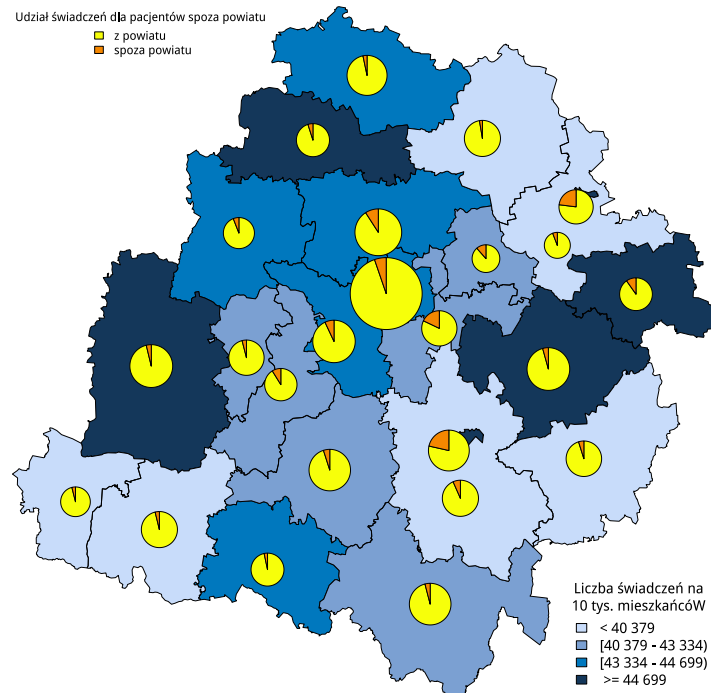 Udział świadczeń dla pacjentów spoza powiatu
z powiatu
spoza powiatu
Liczba świadczeń na
10 tys. mieszkańcóW
< 40 379
[40 379 - 43 334)
[43 334 - 44 699)
>= 44 699